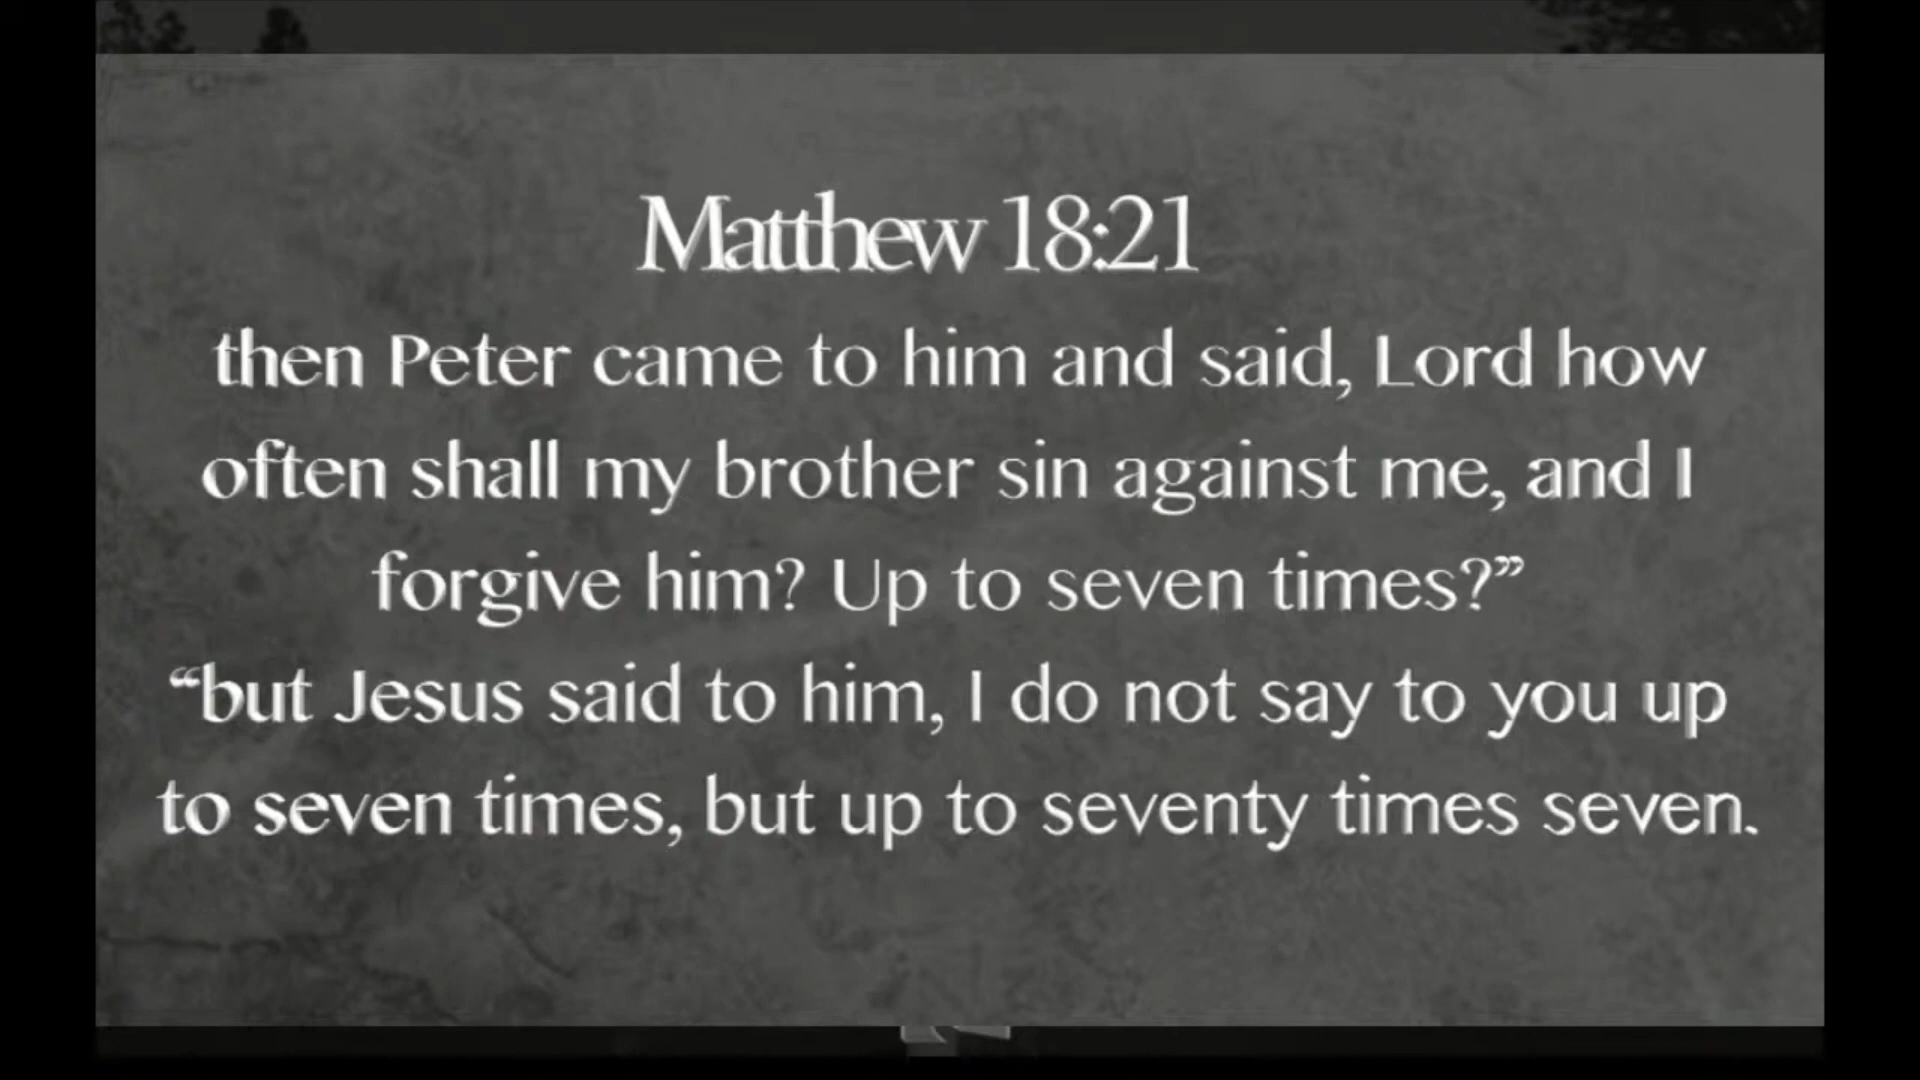 Matthew 18:21
then Peter came to him and said, Lord how
often shall my brother sin against me, and I
forgive him? Up to seven times?”
“but Jesus said to him, I do not say to you up
to seven times, but up to seventy times seven.